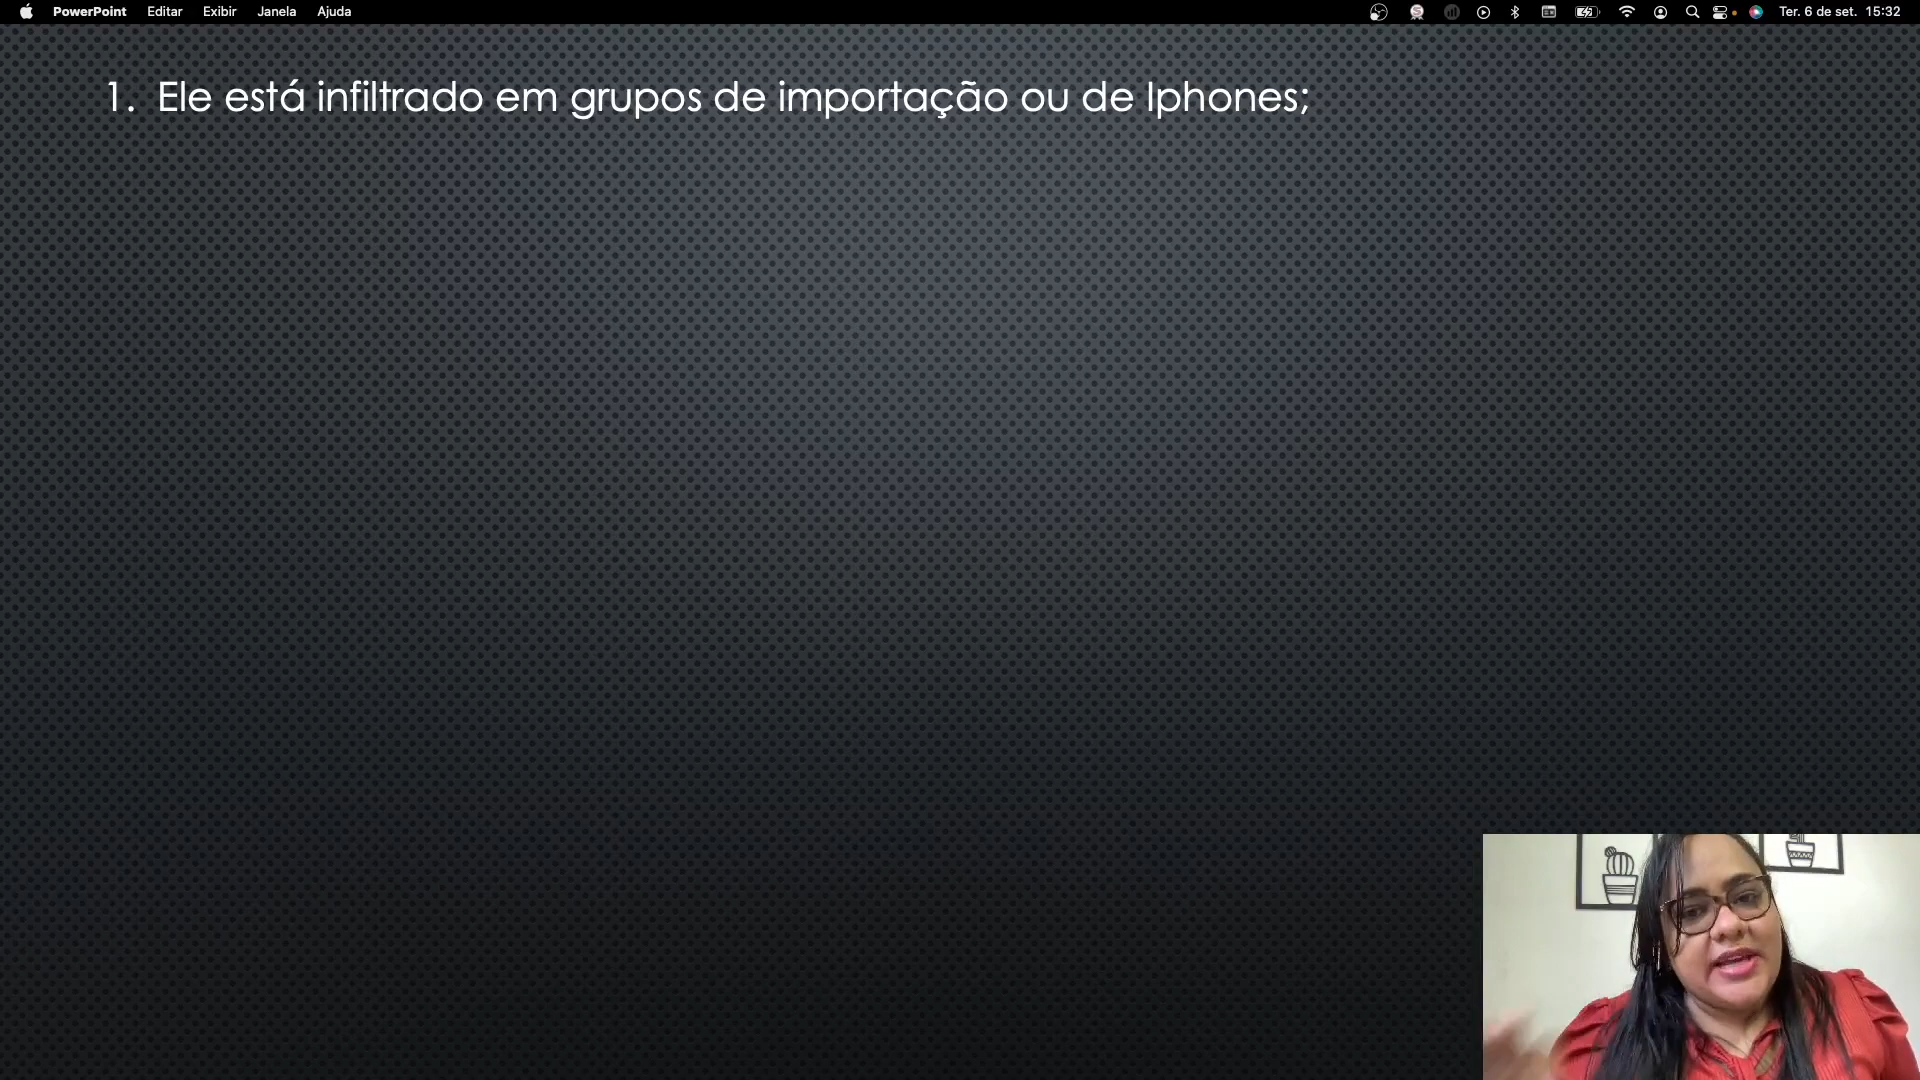 PowerPoint Editar Exibir Janela Ajuda Ter. 6 de set. 15:32
1. Ele está infiltrado em grupos de importação ou de Iphones;